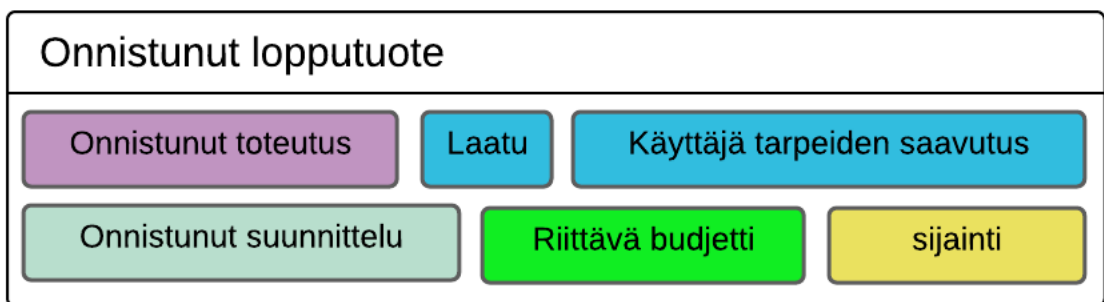 Onnistunut lopputuote
Onnistunut toteutus
Laatu
Käyttäjä tarpeiden saavutus
Onnistunut suunnittelu
Riittävä budjetti
sijainti